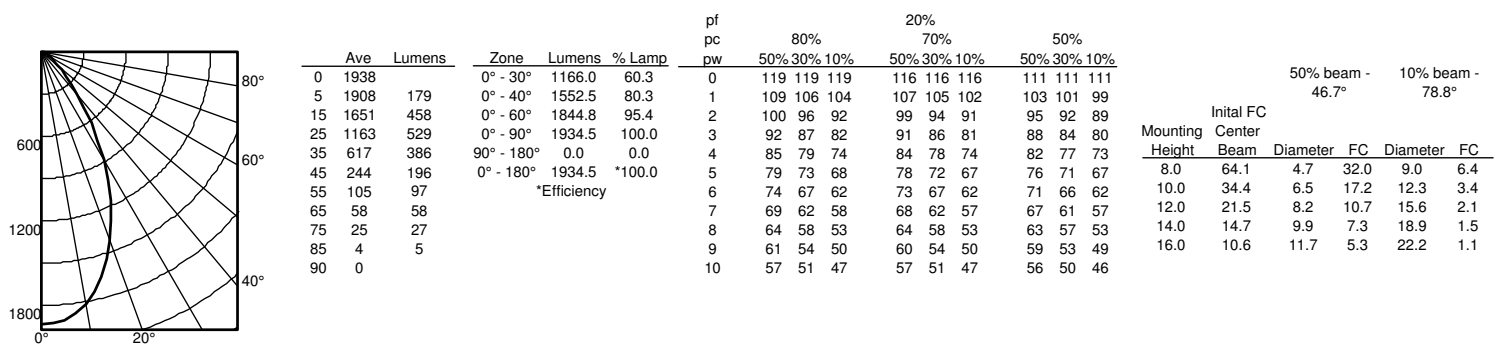 600
1200
1800
0°
20°
40°
60°
80°
Ave Lumens
0 1938
5 1908 179
15 1651 458
25 1163 529
35 617 386
45 244 196
55 105 97
65 58 58
75 25 27
85 4 5
90 0
Zone Lumens % Lamp
0° - 30° 1166.0 60.3
0° - 40° 1552.5 80.3
0° - 60° 1844.8 95.4
0° - 90° 1934.5 100.0
90° - 180° 0.0 0.0
0° - 180° 1934.5 *100.0
*Efficiency
pf 20%
pc 80% 70% 50%
pw 50% 30% 10% 50% 30% 10% 50% 30% 10%
0 119 119 119 116 116 116 111 111 111
1 109 106 104 107 105 102 103 101 99
2 100 96 92 99 94 91 95 92 89
3 92 87 82 91 86 81 88 84 80
4 85 79 74 84 78 74 82 77 73
5 79 73 68 78 72 67 76 71 67
6 74 67 62 73 67 62 71 66 62
7 69 62 58 68 62 57 67 61 57
8 64 58 53 64 58 53 63 57 53
9 61 54 50 60 54 50 59 53 49
10 57 51 47 57 51 47 56 50 46
50% beam - 10% beam -
46.7° 78.8°
Inital FC
Mounting Center
Height Beam Diameter FC Diameter FC
8.0 64.1 4.7 32.0 9.0 6.4
10.0 34.4 6.5 17.2 12.3 3.4
12.0 21.5 8.2 10.7 15.6 2.1
14.0 14.7 9.9 7.3 18.9 1.5
16.0 10.6 11.7 5.3 22.2 1.1